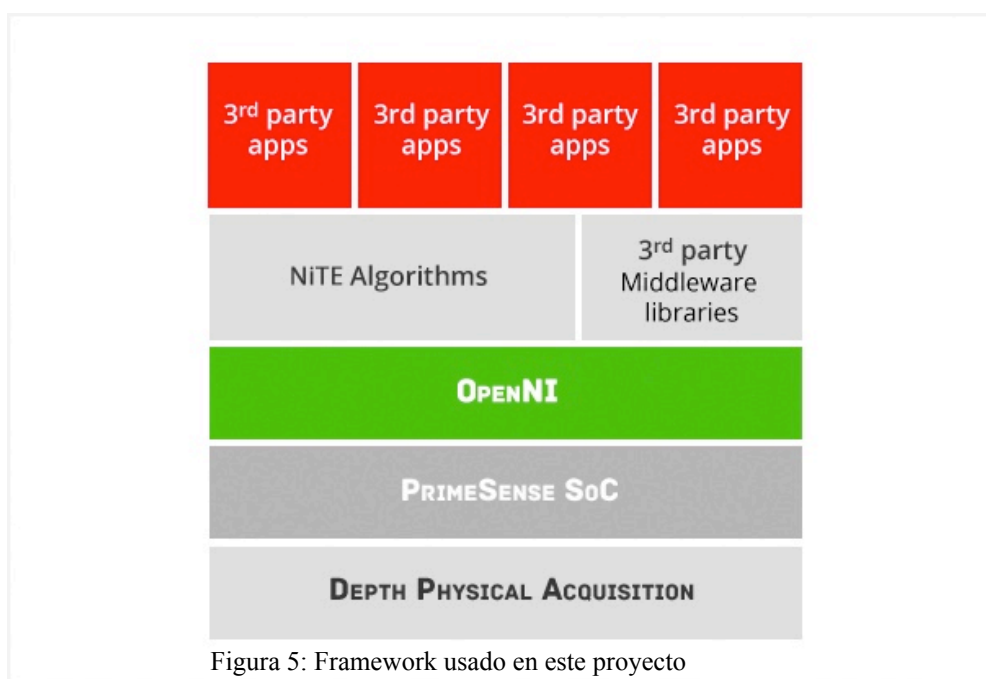 3rd party
apps
3rd party
apps
3rd party
apps
3rd party
apps
NiTE Algorithms
3rd party
Middleware
libraries
OPENNI
PRIMESENSE SOC
DEPTH PHYSICAL ACQUISITION
Figura 5: Framework usado en este proyecto